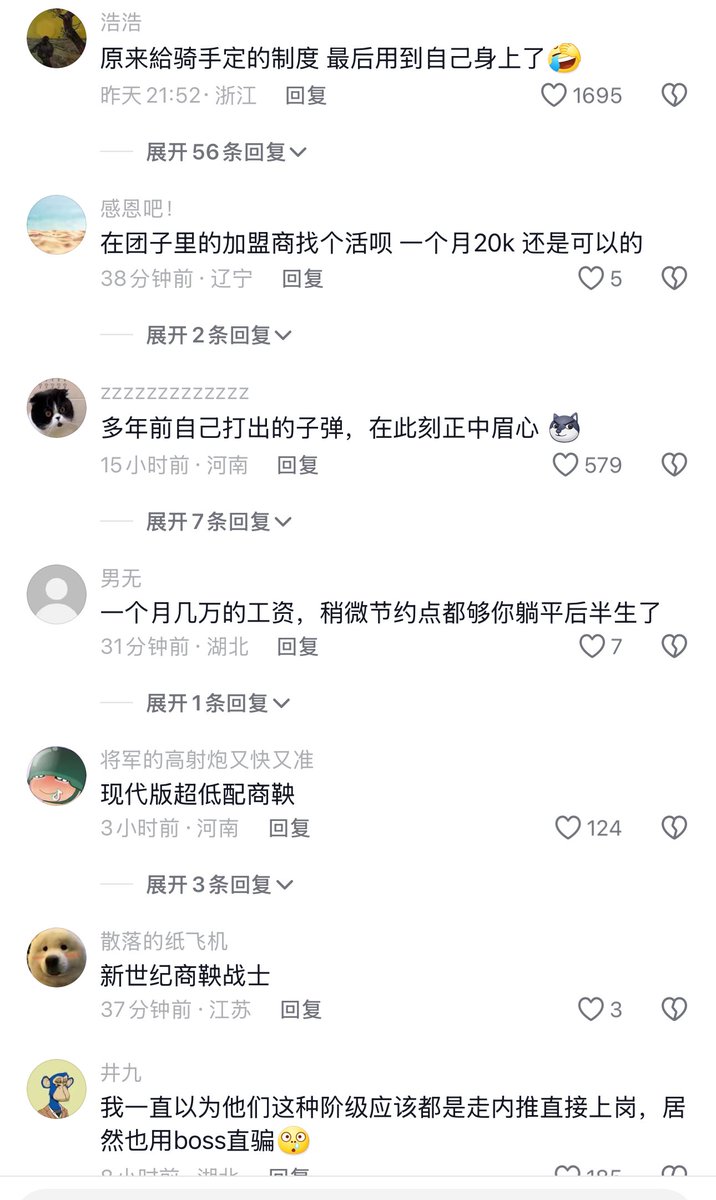 浩浩
原来給骑手定的制度 最后用到自己身上了🤣
昨天 21:52 · 浙江 回复 1695
展开 56 条回复
感恩吧！
在团子里的加盟商找个活呗 一个月20k 还是可以的
38分钟前 · 辽宁 回复 5
展开 2 条回复
zzzzzzzzzzzzz
多年前自己打出的子弹，在此刻正中眉心
15小时前 · 河南 回复 579
展开 7 条回复
男无
一个月几万的工资，稍微节约点都够你躺平后半生了
31分钟前 · 湖北 回复 7
展开 1 条回复
将军的高射炮又快又准
现代版超低配商鞅
3小时前 · 河南 回复 124
展开 3 条回复
散落的纸飞机
新世纪商鞅战士
37分钟前 · 江苏 回复 3
井九
我一直以为他们这种阶级应该都是走内推直接上岗，居
然也用boss直骗